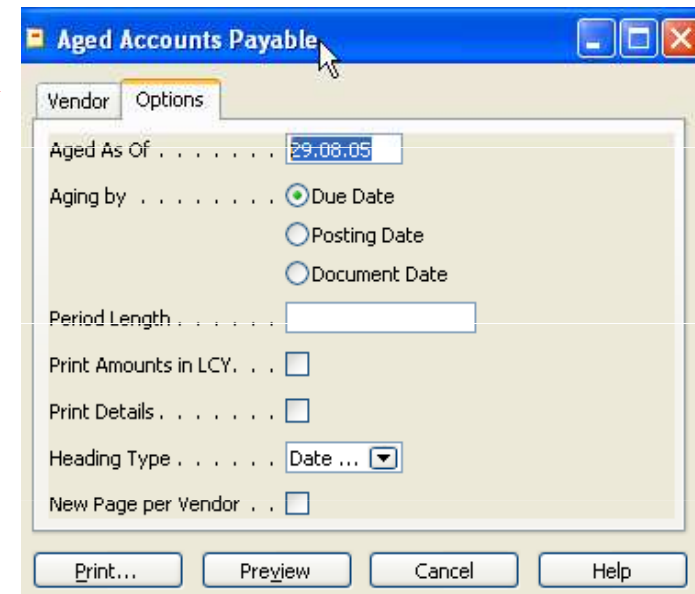 Aged Accounts Payable
Vendor Options
Aged As Of . . . . . . . 29.08.05
Aging by . . . . . . . . Due Date
Posting Date
Document Date
Period Length . . . . . .
Print Amounts in LCY. . .
Print Details . . . . . . .
Heading Type . . . . . . Date ...
New Page per Vendor . .
Print... Preview Cancel Help